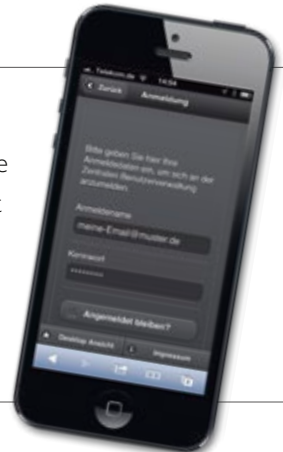 e
t
Telekom.de 14:54
Zurück Anmeldung
Bitte geben Sie hier Ihre
Anmeldedaten ein, um sich an der
Zentralen Benutzerverwaltung
anzumelden.
Anmeldename
meine-Email@muster.de
Kennwort
*********
Angemeldet bleiben?
Desktop Ansicht Impressum